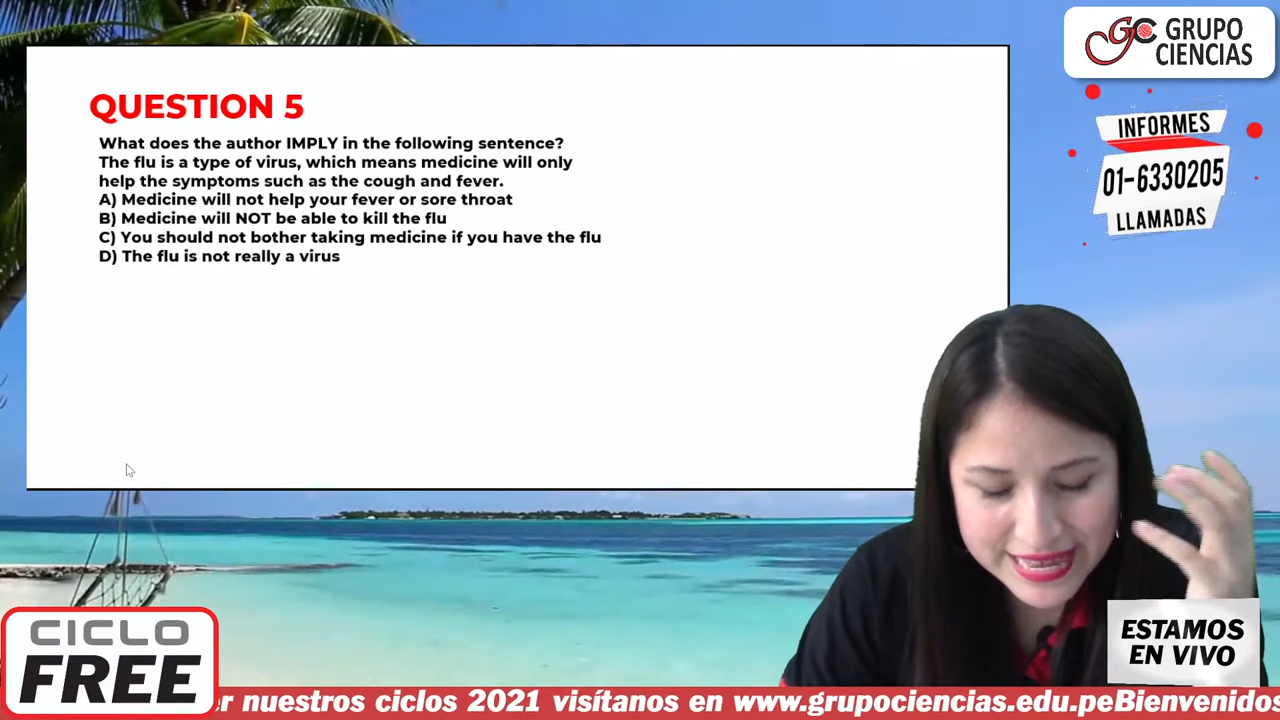 GRUPO
CIENCIAS
INFORMES
01-6330205
LLAMADAS
QUESTION 5
What does the author IMPLY in the following sentence?
The flu is a type of virus, which means medicine will only
help the symptoms such as the cough and fever.
A) Medicine will not help your fever or sore throat
B) Medicine will NOT be able to kill the flu
C) You should not bother taking medicine if you have the flu
D) The flu is not really a virus
ESTAMOS
EN VIVO
CICLO
FREE
er nuestros ciclos 2021 visítanos en www.grupociencias.edu.peBienvenidos